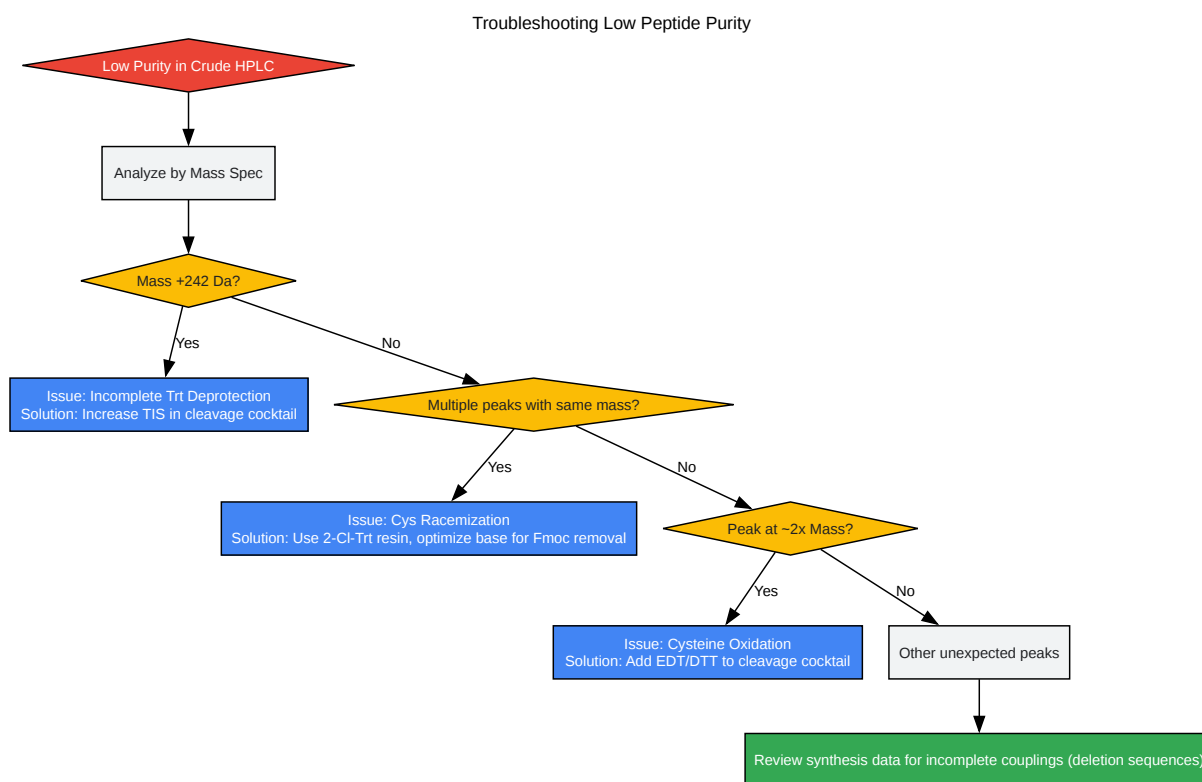 Troubleshooting Low Peptide Purity
Low Purity in Crude HPLC
Analyze by Mass Spec
Mass +242 Da?
Yes
No
Issue: Incomplete Trt Deprotection
Solution: Increase TIS in cleavage cocktail
Multiple peaks with same mass?
Yes
No
Issue: Cys Racemization
Solution: Use 2-Cl-Trt resin, optimize base for Fmoc removal
Peak at ~2x Mass?
Yes
No
Issue: Cysteine Oxidation
Solution: Add EDT/DTT to cleavage cocktail
Other unexpected peaks
Review synthesis data for incomplete couplings (deletion sequences)